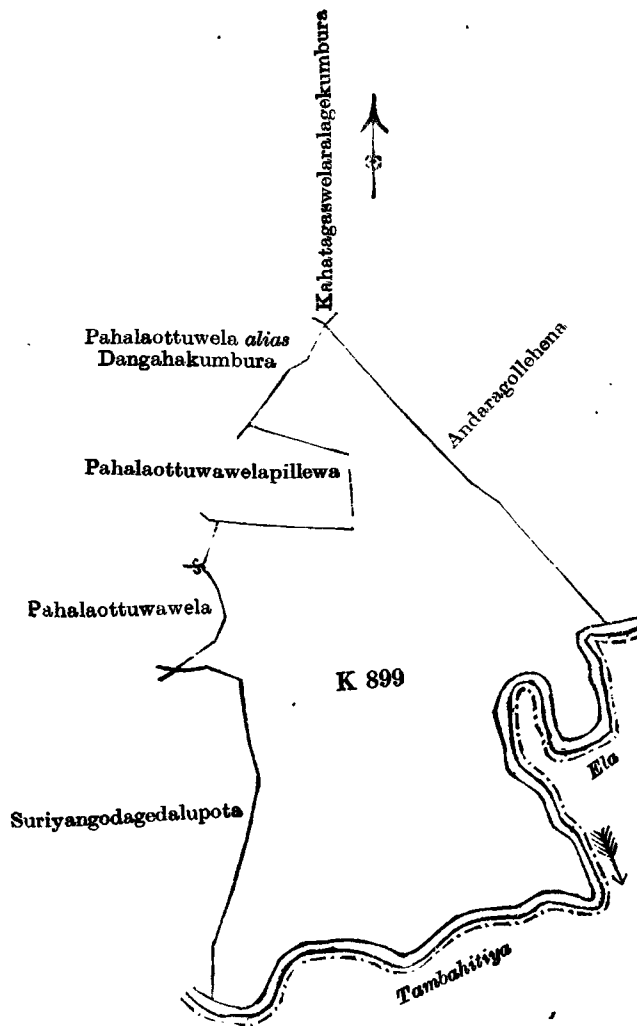 Kahatagaswelaralagekumbura
Pahalaottuwela alias
Dangahakumbura
Andaragollehena
Pahalaottuwawelapillewa
Pahalaottuwawela
K 899
Ela
Suriyangodagedalupota
Tambahitiya